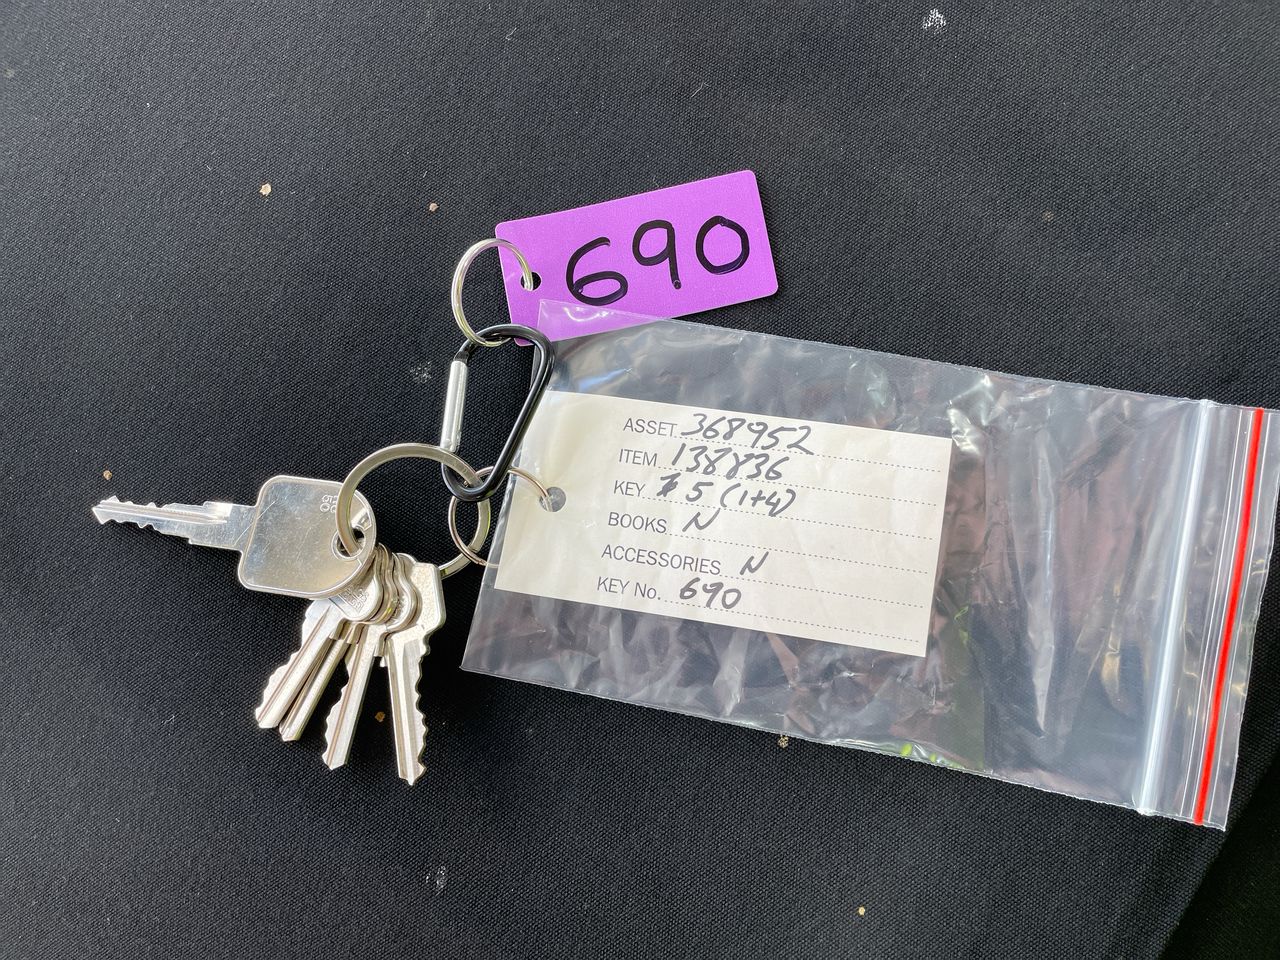 690
ASSET 368952
ITEM 138836
KEY 5 (1+4)
BOOKS N
ACCESSORIES N
KEY No. 690